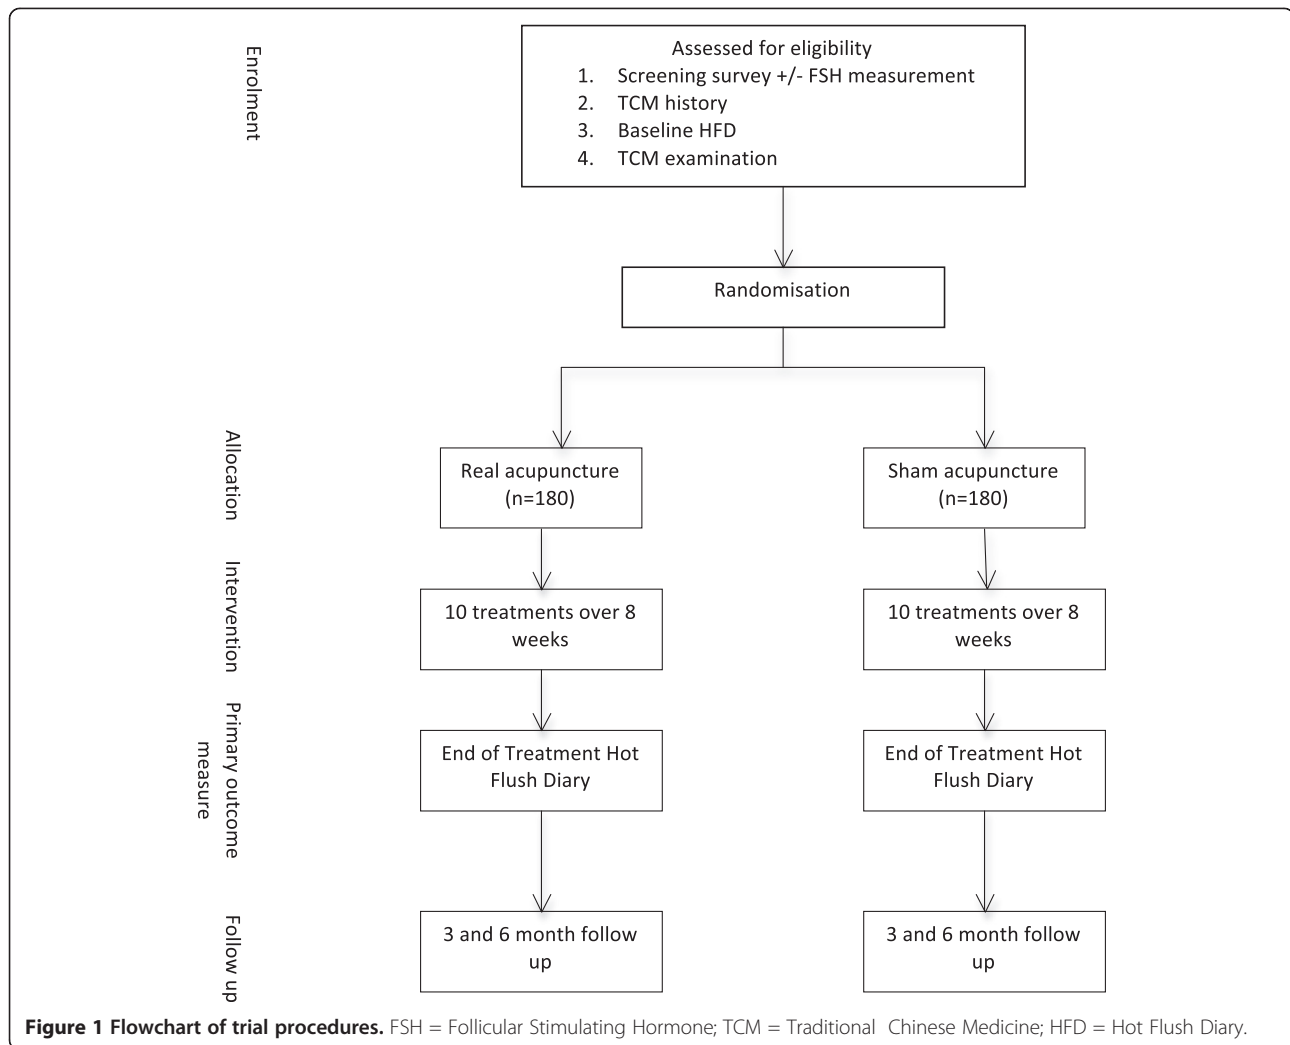 Enrolment
Assessed for eligibility
1. Screening survey +/- FSH measurement
2. TCM history
3. Baseline HFD
4. TCM examination
Randomisation
Allocation
Real acupuncture
(n=180)
Sham acupuncture
(n=180)
Intervention
10 treatments over 8
weeks
10 treatments over 8
weeks
Primary outcome
measure
End of Treatment Hot
Flush Diary
End of Treatment Hot
Flush Diary
Follow up
3 and 6 month follow
up
3 and 6 month follow
up
Figure 1 Flowchart of trial procedures. FSH = Follicular Stimulating Hormone; TCM = Traditional Chinese Medicine; HFD = Hot Flush Diary.